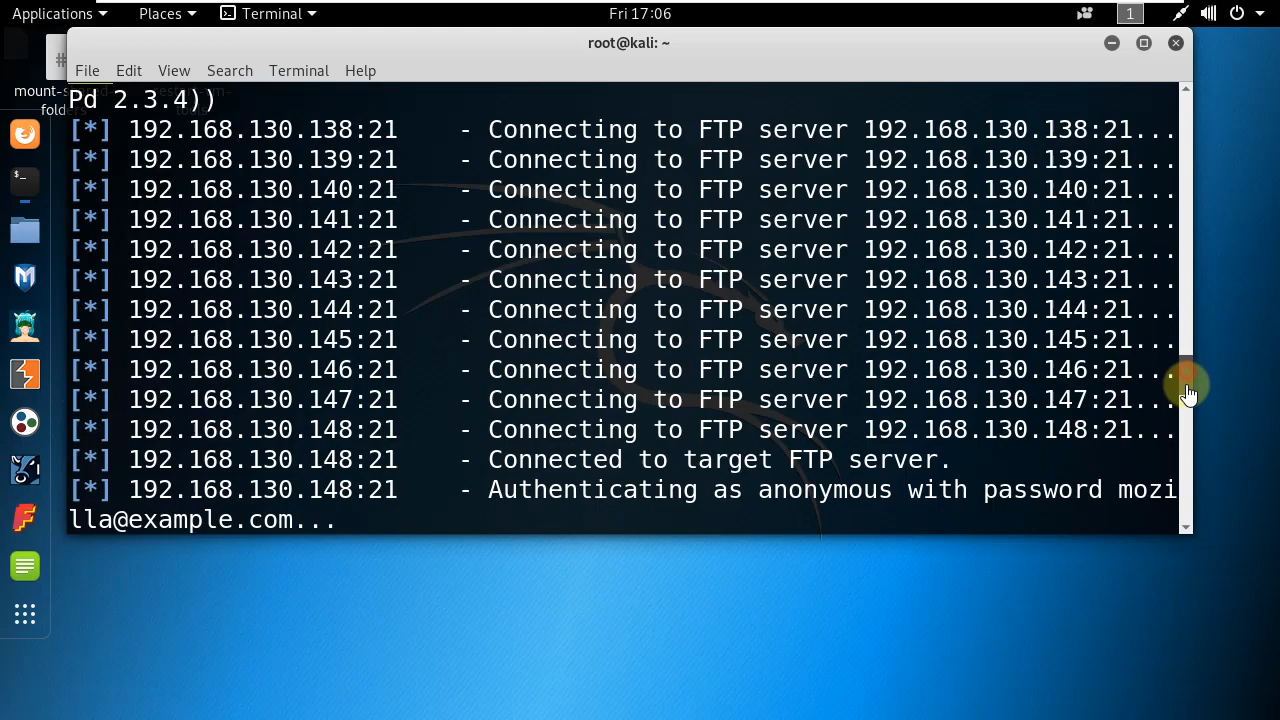 Applications Places Terminal Fri 17:06 1
root@kali: ~
File Edit View Search Terminal Help
mount-shared-
folders
Pd 2.3.4))
[*] 192.168.130.138:21    - Connecting to FTP server 192.168.130.138:21...
[*] 192.168.130.139:21    - Connecting to FTP server 192.168.130.139:21...
[*] 192.168.130.140:21    - Connecting to FTP server 192.168.130.140:21...
[*] 192.168.130.141:21    - Connecting to FTP server 192.168.130.141:21...
[*] 192.168.130.142:21    - Connecting to FTP server 192.168.130.142:21...
[*] 192.168.130.143:21    - Connecting to FTP server 192.168.130.143:21...
[*] 192.168.130.144:21    - Connecting to FTP server 192.168.130.144:21...
[*] 192.168.130.145:21    - Connecting to FTP server 192.168.130.145:21...
[*] 192.168.130.146:21    - Connecting to FTP server 192.168.130.146:21...
[*] 192.168.130.147:21    - Connecting to FTP server 192.168.130.147:21...
[*] 192.168.130.148:21    - Connecting to FTP server 192.168.130.148:21...
[*] 192.168.130.148:21    - Connected to target FTP server.
[*] 192.168.130.148:21    - Authenticating as anonymous with password mozi
lla@example.com...